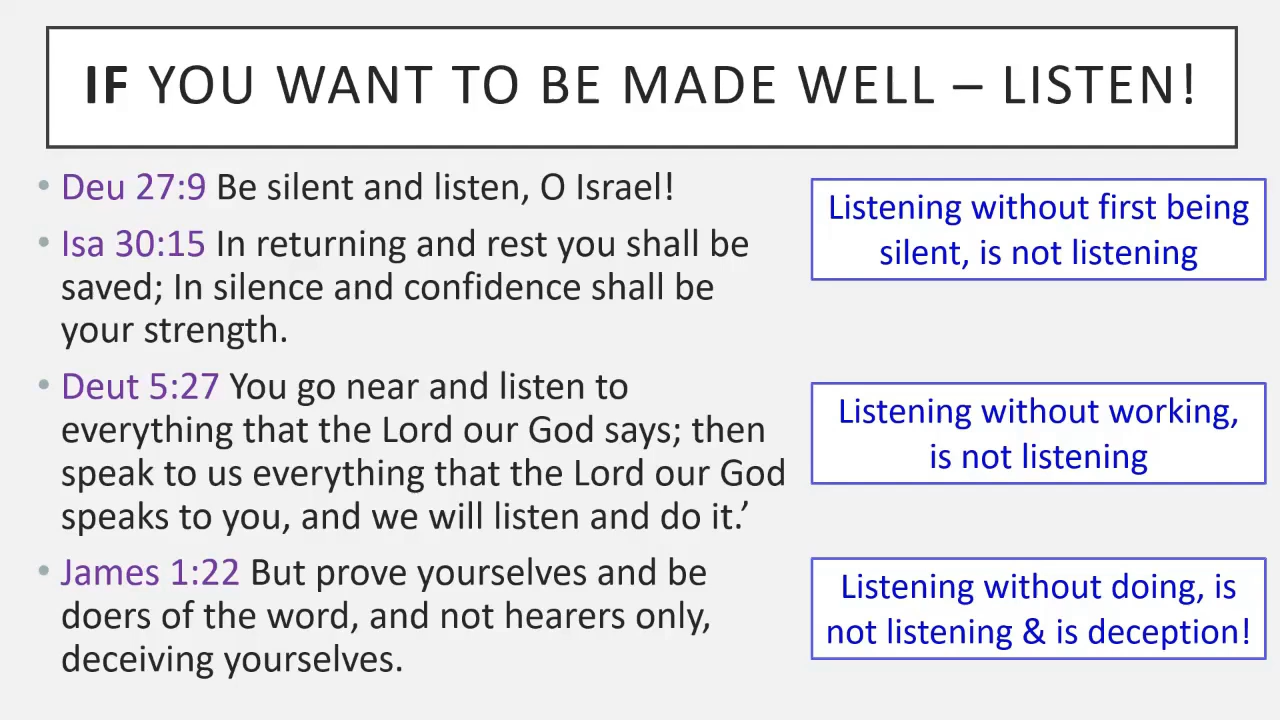 IF YOU WANT TO BE MADE WELL – LISTEN!
• Deu 27:9 Be silent and listen, O Israel!
• Isa 30:15 In returning and rest you shall be
saved; In silence and confidence shall be
your strength.
• Deut 5:27 You go near and listen to
everything that the Lord our God says; then
speak to us everything that the Lord our God
speaks to you, and we will listen and do it.’
• James 1:22 But prove yourselves and be
doers of the word, and not hearers only,
deceiving yourselves.
Listening without first being
silent, is not listening
Listening without working,
is not listening
Listening without doing, is
not listening & is deception!